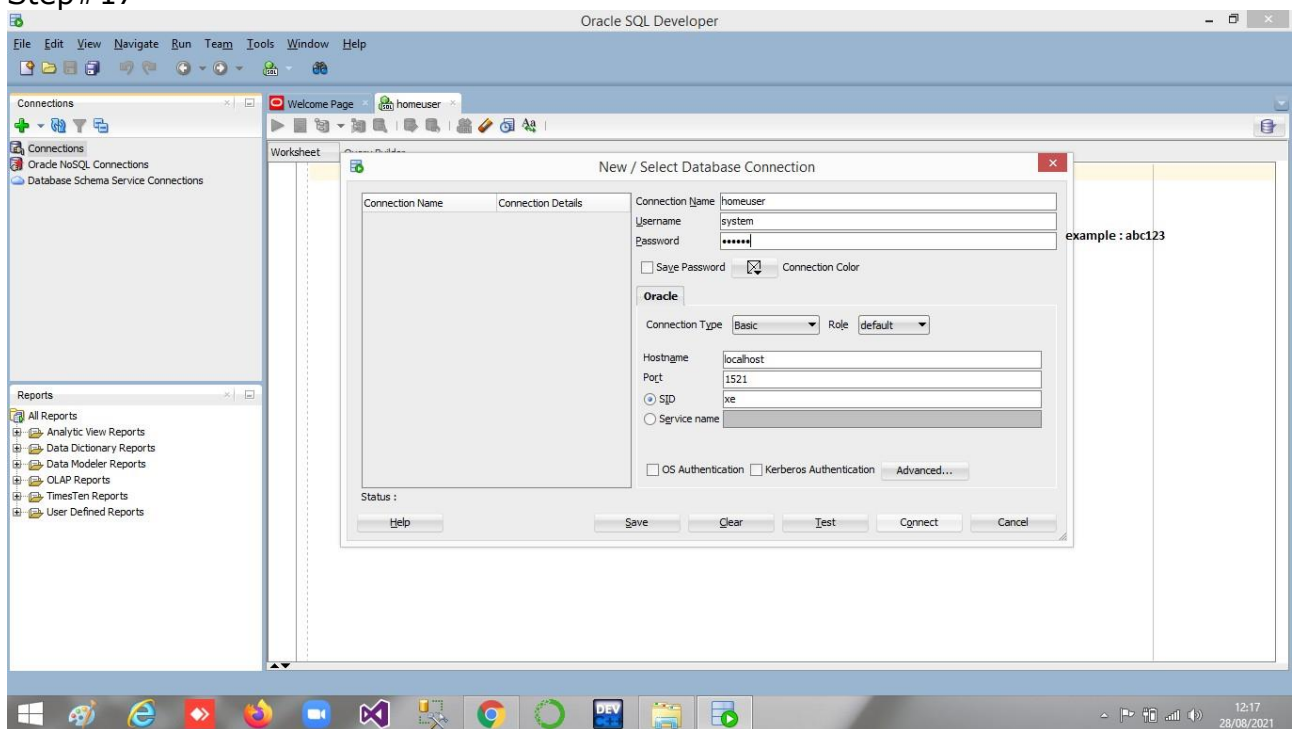 Step#17
Oracle SQL Developer
File Edit View Navigate Run Team Tools Window Help
Connections
Welcome Page
homeuser
Connections
Oracle NoSQL Connections
Database Schema Service Connections
Worksheet
New / Select Database Connection
Connection Name Connection Details
Connection Name homeuser
Username system
Password ••••••
example : abc123
Save Password Connection Color
Oracle
Connection Type Basic Role default
Hostname localhost
Port 1521
SID xe
Service name
OS Authentication Kerberos Authentication Advanced...
Status :
Help Save Clear Test Connect Cancel
Reports
All Reports
Analytic View Reports
Data Dictionary Reports
Data Modeler Reports
OLAP Reports
TimesTen Reports
User Defined Reports
DEV
12:17
28/08/2021